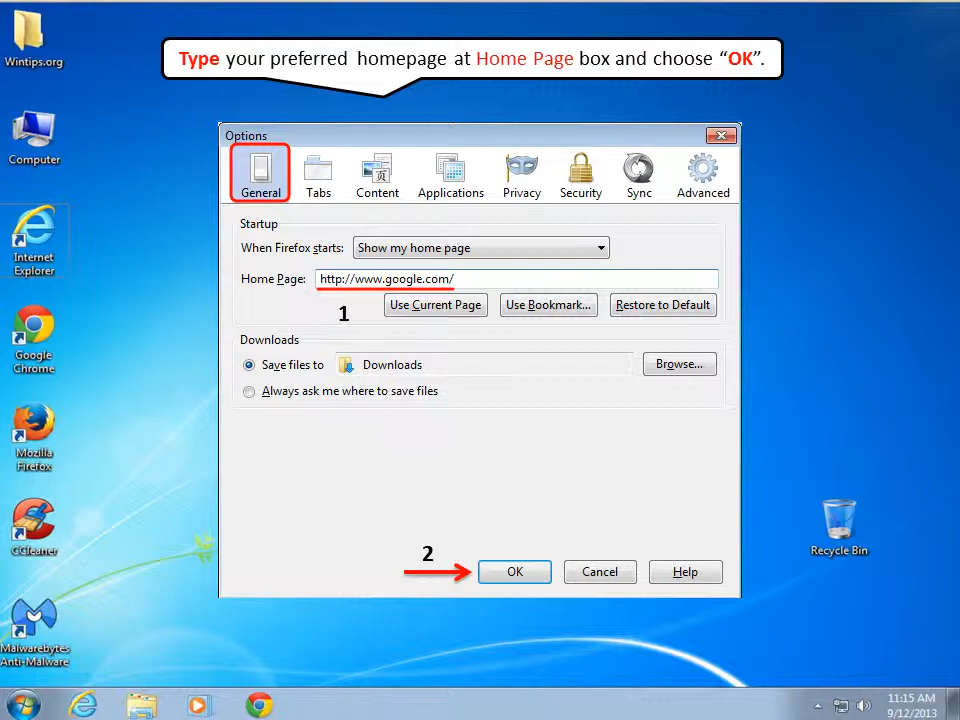 Type your preferred homepage at Home Page box and choose “OK”.
Wintips.org
Computer
Internet
Explorer
Google
Chrome
Mozilla
Firefox
CCleaner
Malwarebytes
Anti-Malware
Options
General Tabs Content Applications Privacy Security Sync Advanced
Startup
When Firefox starts: Show my home page
Home Page: http://www.google.com/
1
Use Current Page Use Bookmark... Restore to Default
Downloads
Save files to Downloads Browse...
Always ask me where to save files
2
OK Cancel Help
Recycle Bin
11:15 AM
9/12/2013